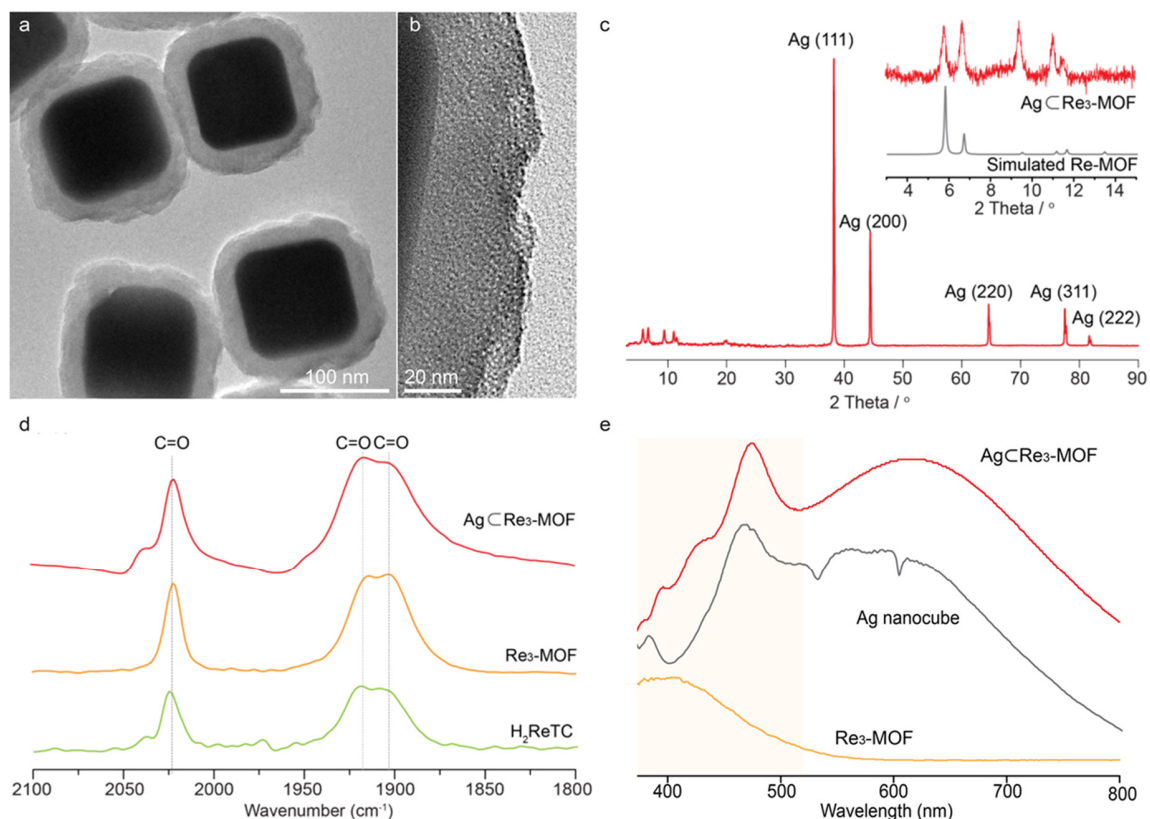 a
100 nm
b
20 nm
c
Ag (111)
Ag (200)
Ag (220)
Ag (311)
Ag (222)
10 20 30 40 50 60 70 80 90
2 Theta / °
Ag⊂Re₃-MOF
Simulated Re-MOF
4 6 8 10 12 14
2 Theta / °
d
C=O C=O C=O
Ag⊂Re₃-MOF
Re₃-MOF
H₂ReTC
2100 2050 2000 1950 1900 1850 1800
Wavenumber (cm⁻¹)
e
Ag⊂Re₃-MOF
Ag nanocube
Re₃-MOF
400 500 600 700 800
Wavelength (nm)